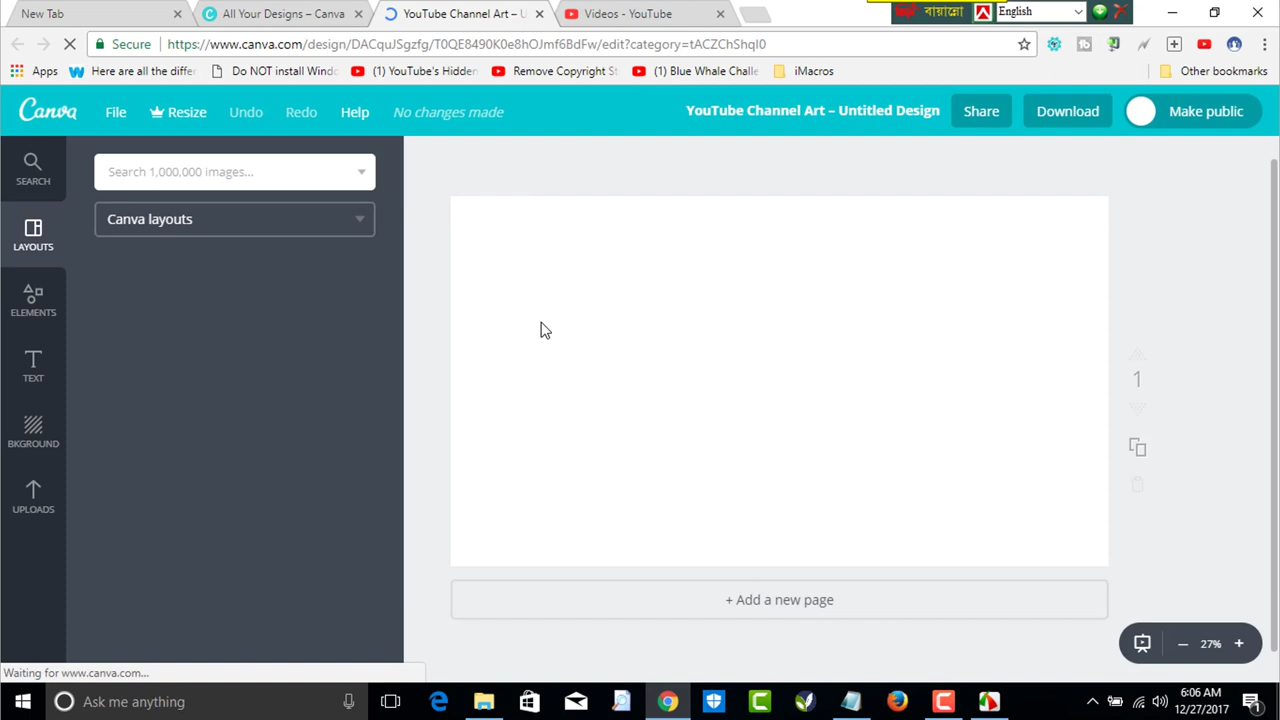 New Tab
All Your Designs – Canva
YouTube Channel Art –
Videos - YouTube
বায়ান্নো
English
Secure
https://www.canva.com/design/DACquJSgzfg/T0QE8490K0e8hOJmf6BdFw/edit?category=tACZChShqI0
Apps
Here are all the differ
Do NOT install Windo
(1) YouTube's Hidden
Remove Copyright St
(1) Blue Whale Challe
iMacros
Other bookmarks
Canva
File
Resize
Undo
Redo
Help
No changes made
YouTube Channel Art – Untitled Design
Share
Download
Make public
SEARCH
Search 1,000,000 images...
Canva layouts
LAYOUTS
ELEMENTS
TEXT
BKGROUND
UPLOADS
1
+ Add a new page
27%
Waiting for www.canva.com...
Ask me anything
6:06 AM
12/27/2017
1